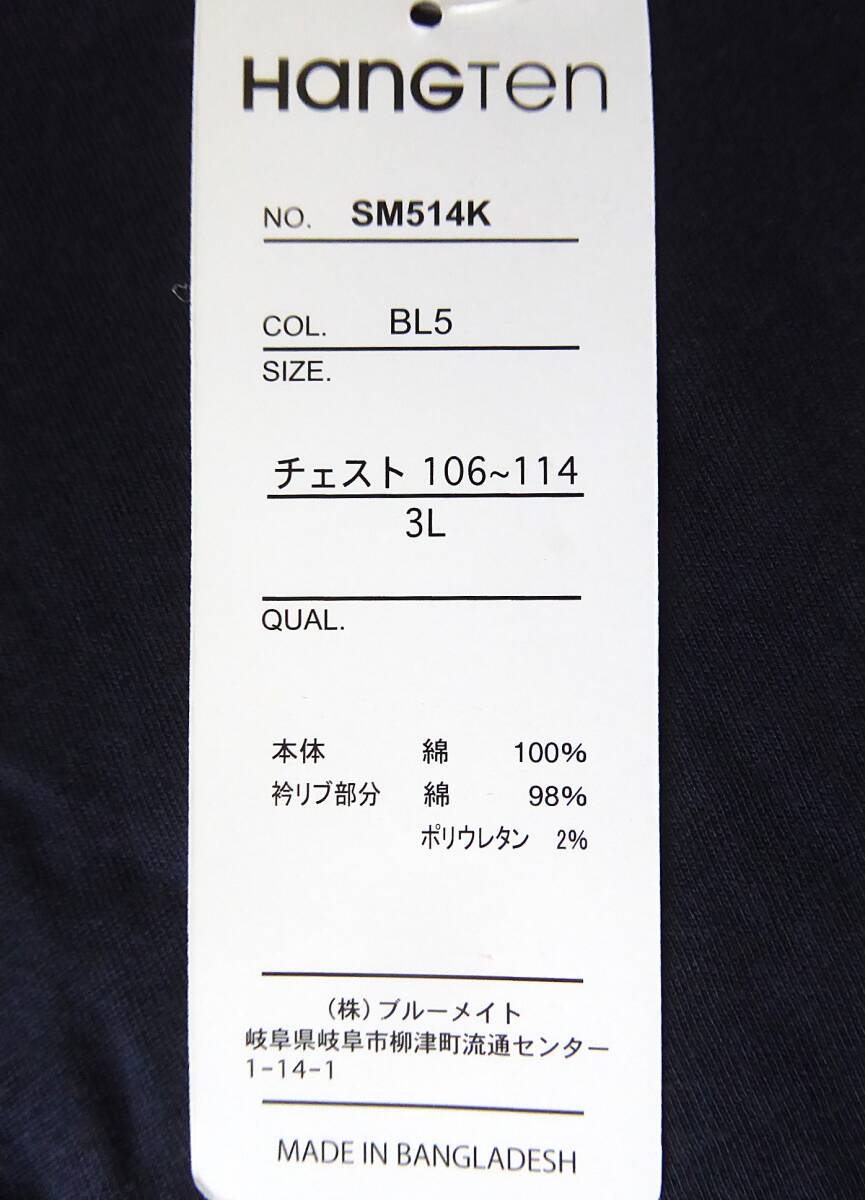 HANGTEN
NO. SM514K
COL. BL5
SIZE.
チェスト 106~114
3L
QUAL.
本体 綿 100%
衿リブ部分 綿 98%
ポリウレタン 2%
(株)ブルーメイト
岐阜県岐阜市柳津町流通センター
1-14-1
MADE IN BANGLADESH